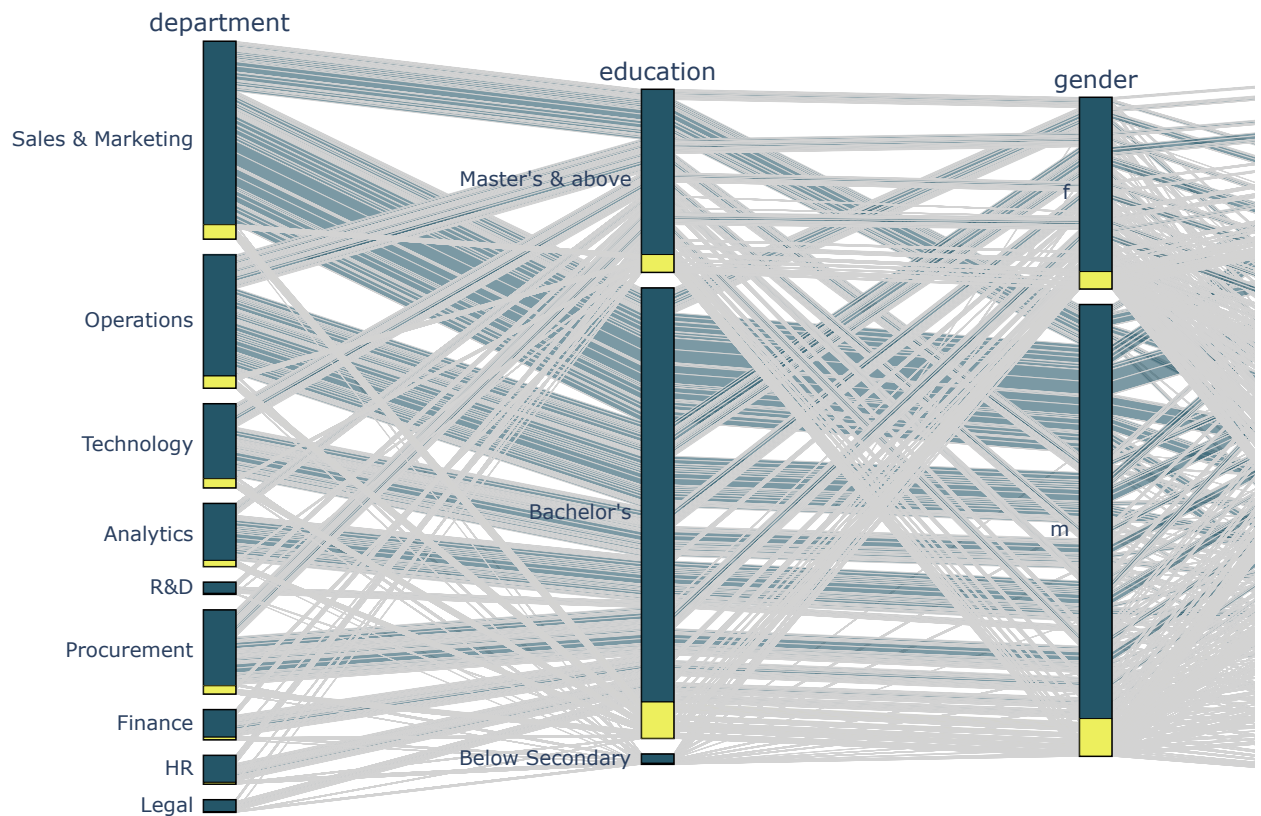 department
education
gender
Sales & Marketing
Master's & above
f
Operations
Technology
Bachelor's
m
Analytics
R&D
Procurement
Finance
Below Secondary
HR
Legal